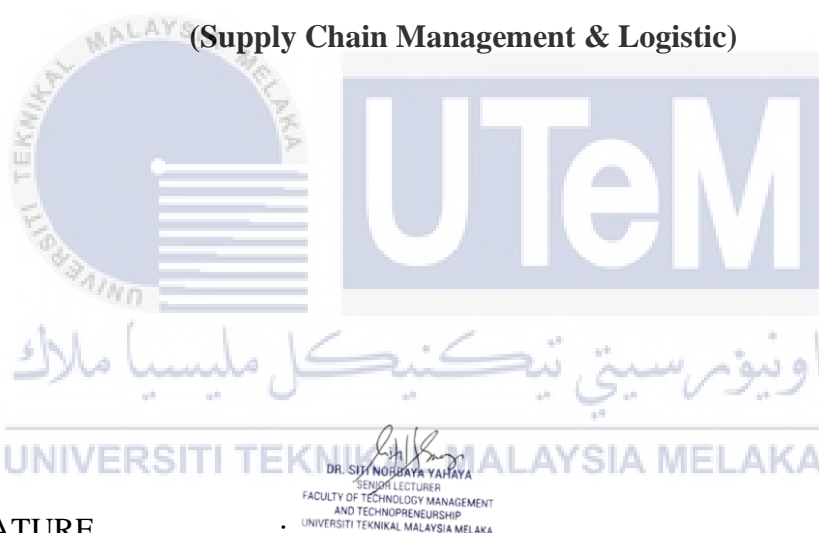 (Supply Chain Management & Logistic)
UNIVERSITI TEKNIKAL MALAYSIA MELAKA
UTeM
اونيۏرسيتي تيكنيكل مليسيا ملاك
UNIVERSITI TEKNIKAL MALAYSIA MELAKA
DR. SITI NORBAYA YAHAYA
SENIOR LECTURER
FACULTY OF TECHNOLOGY MANAGEMENT
AND TECHNOPRENEURSHIP
UNIVERSITI TEKNIKAL MALAYSIA MELAKA
ATURE :